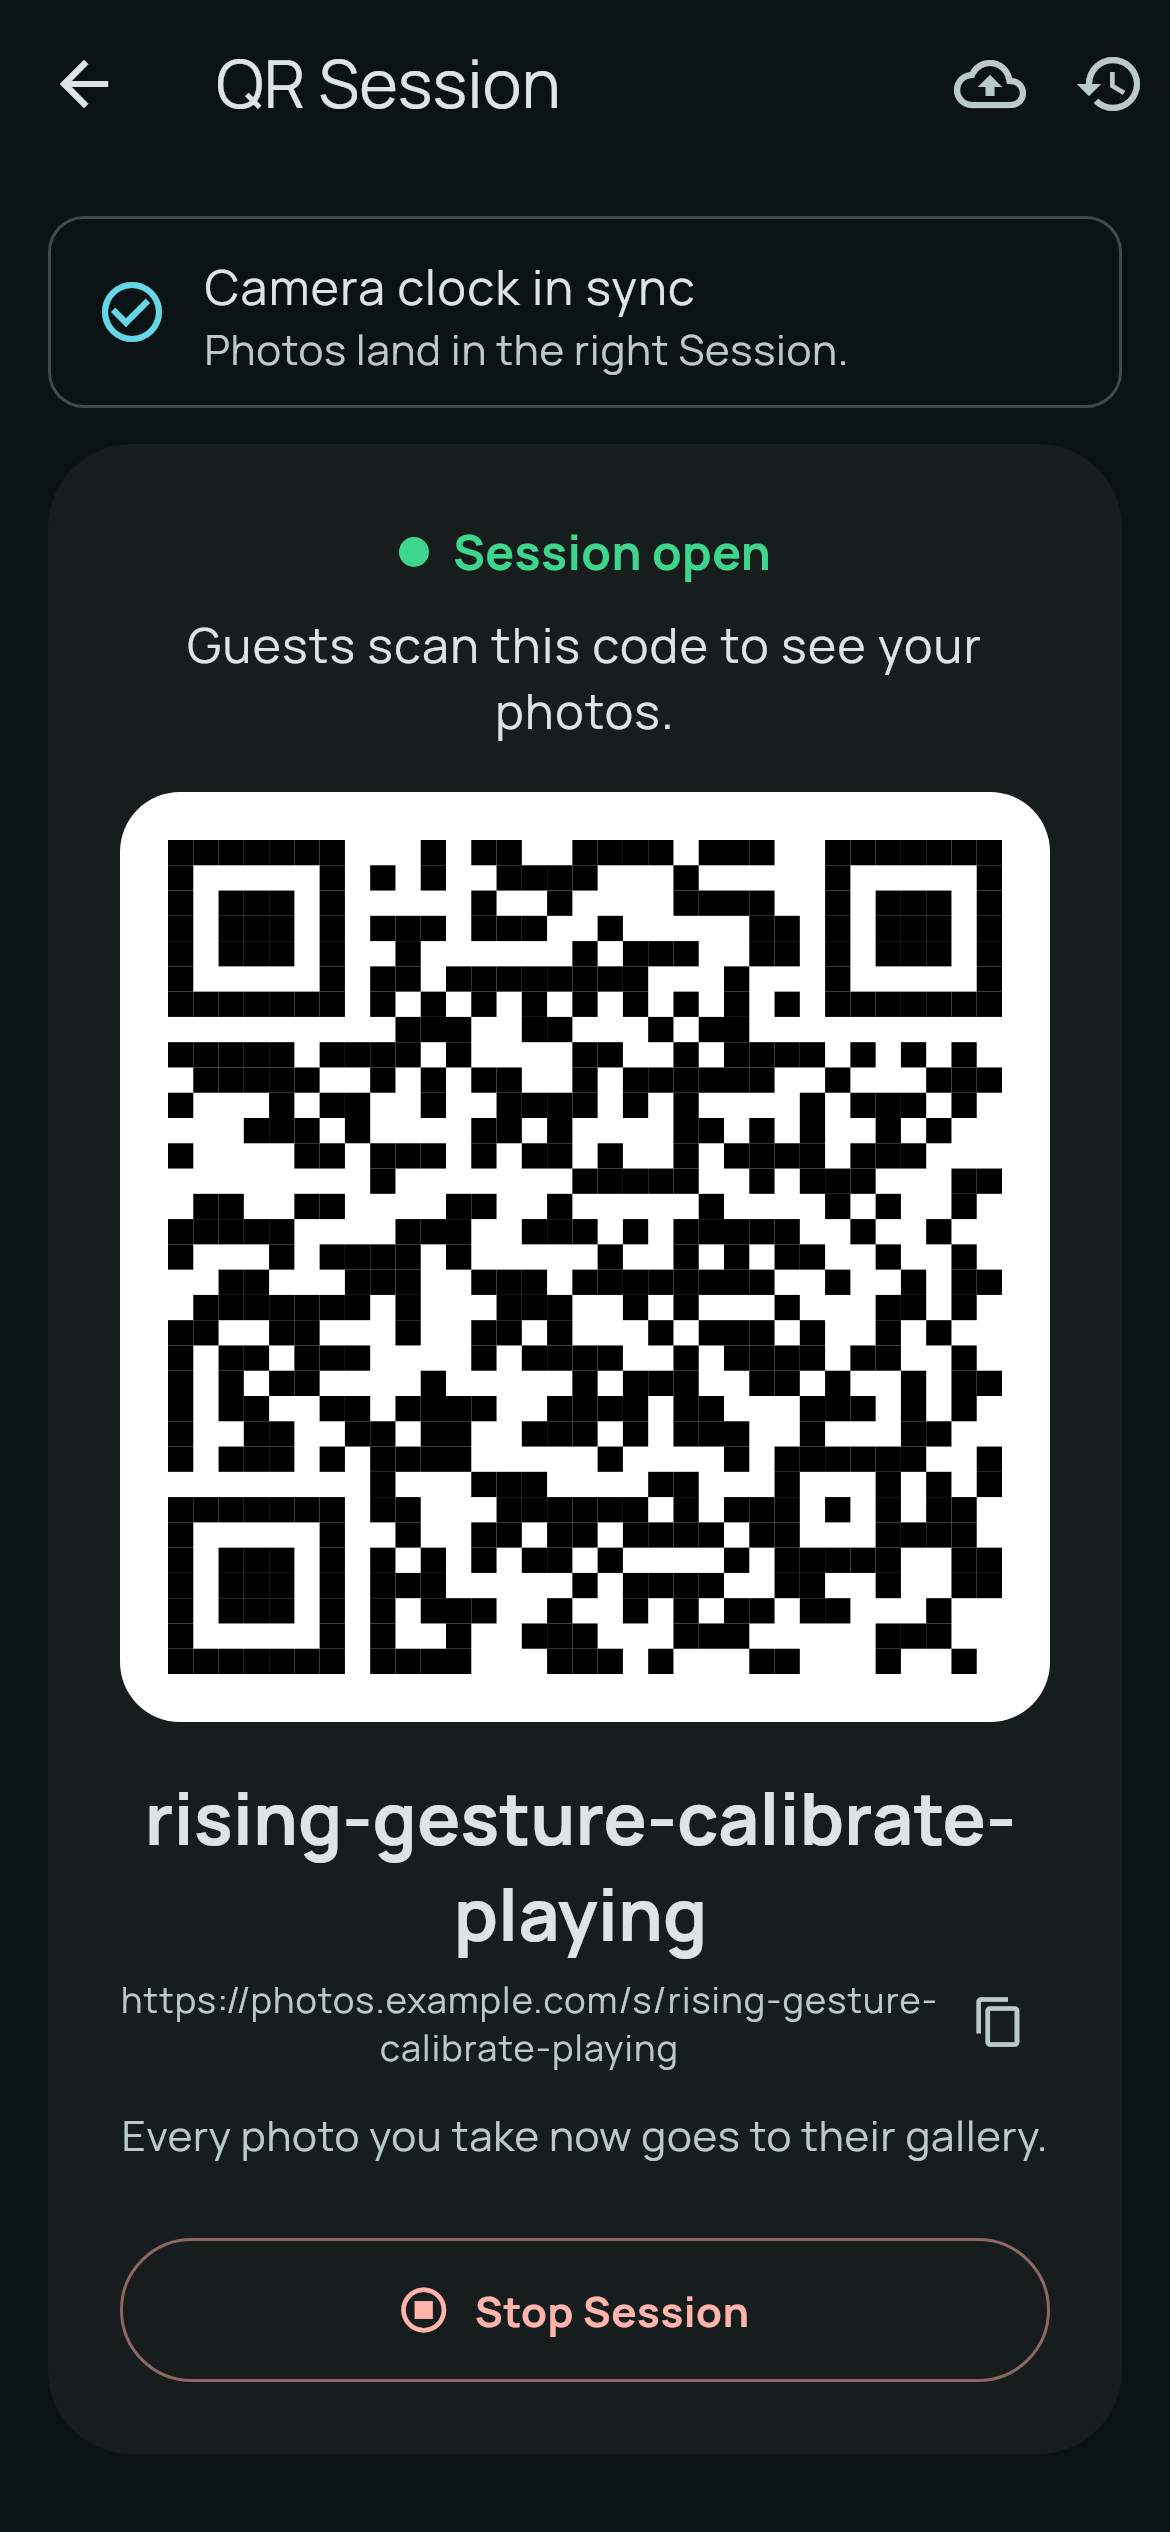 QR Session
Camera clock in sync
Photos land in the right Session.
Session open
Guests scan this code to see your
photos.
rising-gesture-calibrate-
playing
https://photos.example.com/s/rising-gesture-
calibrate-playing
Every photo you take now goes to their gallery.
Stop Session